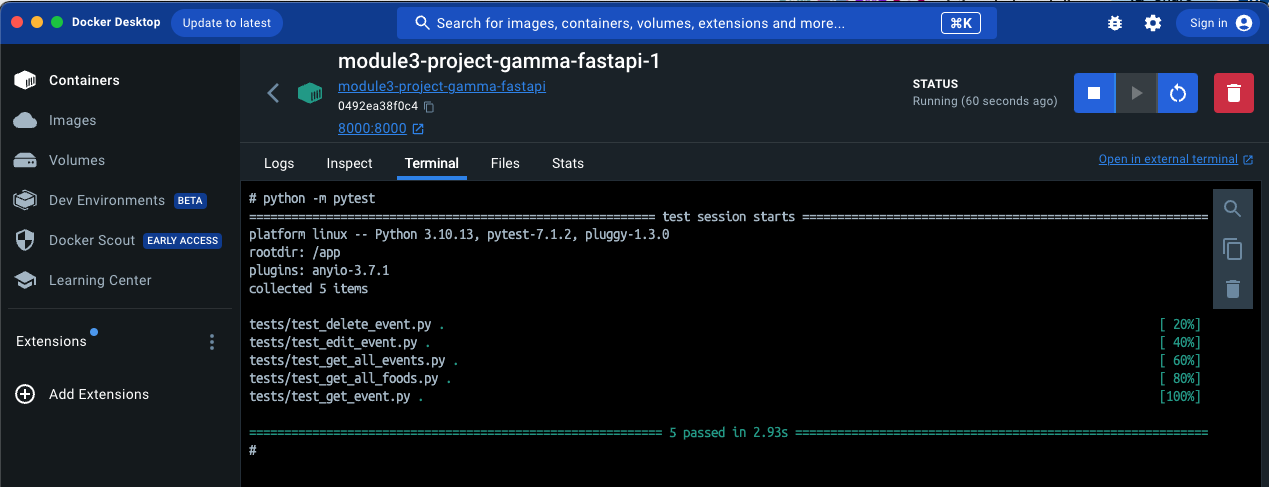 Docker Desktop
Update to latest
Search for images, containers, volumes, extensions and more...
⌘K
Sign in
Containers
Images
Volumes
Dev Environments BETA
Docker Scout EARLY ACCESS
Learning Center
Extensions
Add Extensions
module3-project-gamma-fastapi-1
module3-project-gamma-fastapi
0492ea38f0c4
8000:8000
STATUS
Running (60 seconds ago)
Logs Inspect Terminal Files Stats
Open in external terminal
# python -m pytest
============================== test session starts ==============================
platform linux -- Python 3.10.13, pytest-7.1.2, pluggy-1.3.0
rootdir: /app
plugins: anyio-3.7.1
collected 5 items
tests/test_delete_event.py . [ 20%]
tests/test_edit_event.py . [ 40%]
tests/test_get_all_events.py . [ 60%]
tests/test_get_all_foods.py . [ 80%]
tests/test_get_event.py . [100%]
============================== 5 passed in 2.93s ==============================
#